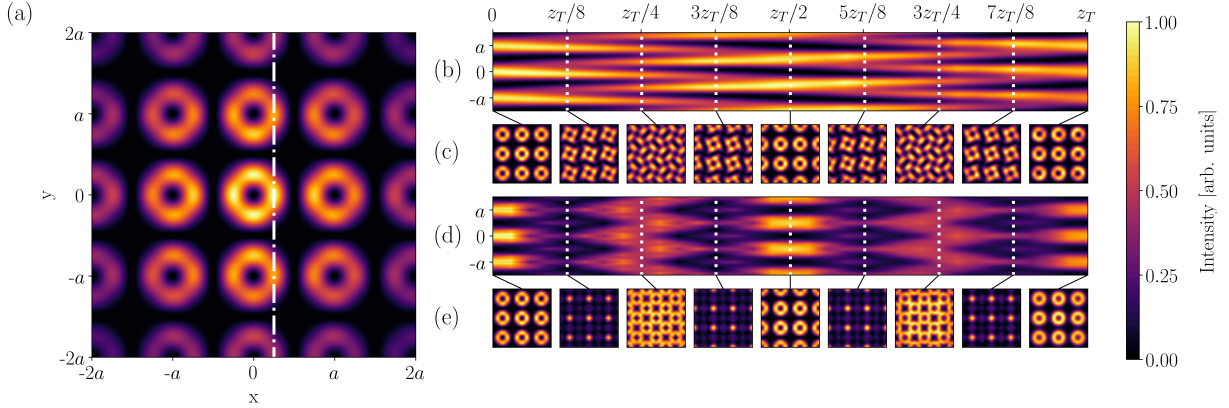 (a)
2a
a
0
-a
-2a
y
-2a
-a
0
a
2a
x
0
z_T/8
z_T/4
3z_T/8
z_T/2
5z_T/8
3z_T/4
7z_T/8
z_T
(b)
a
0
-a
(c)
(d)
a
0
-a
(e)
1.00
0.75
0.50
0.25
0.00
Intensity [arb. units]